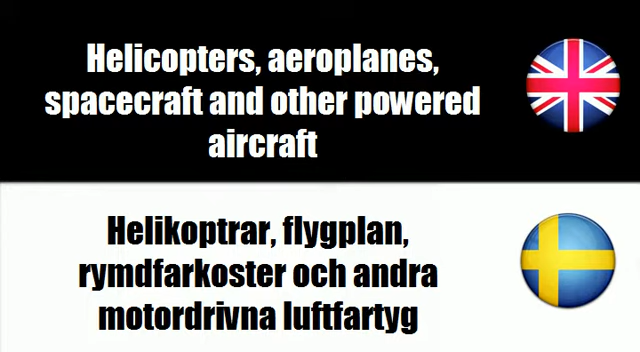 Helicopters, aeroplanes,
spacecraft and other powered
aircraft
Helikoptrar, flygplan,
rymdfarkoster och andra
motordrivna luftfartyg